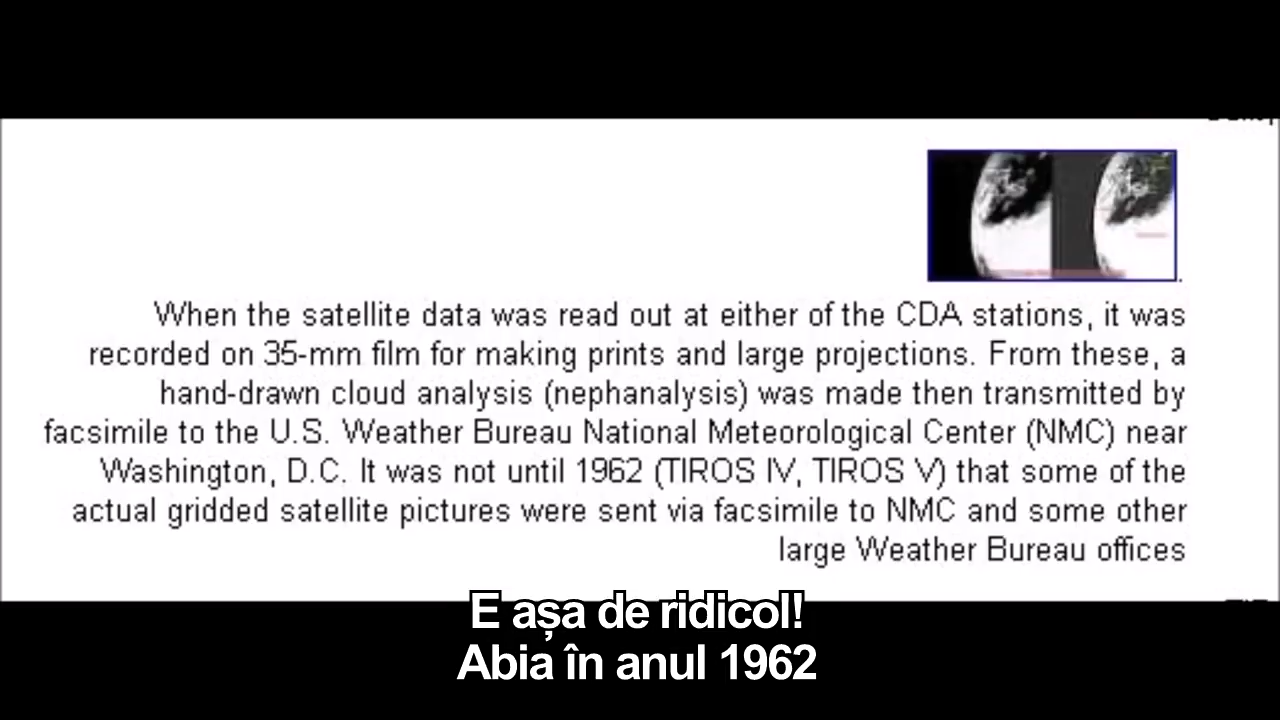 When the satellite data was read out at either of the CDA stations, it was
recorded on 35-mm film for making prints and large projections. From these, a
hand-drawn cloud analysis (nephanalysis) was made then transmitted by
facsimile to the U.S. Weather Bureau National Meteorological Center (NMC) near
Washington, D.C. It was not until 1962 (TIROS IV, TIROS V) that some of the
actual gridded satellite pictures were sent via facsimile to NMC and some other
large Weather Bureau offices
E așa de ridicol!
Abia în anul 1962